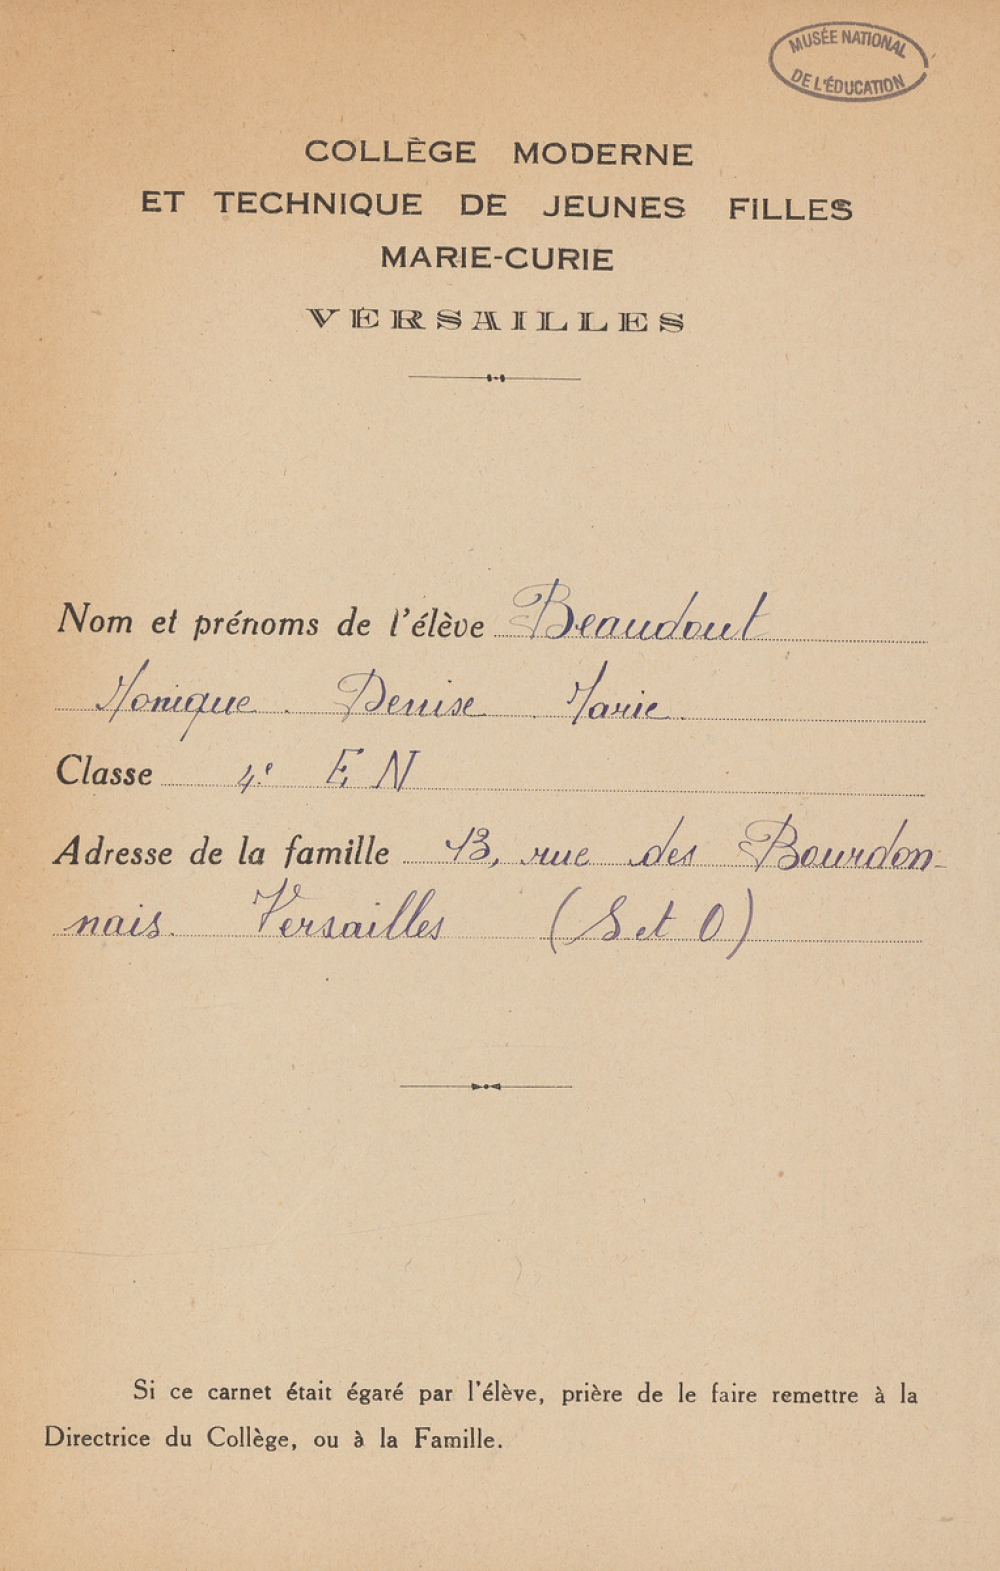 MUSÉE NATIONAL
DE L'ÉDUCATION
COLLÈGE MODERNE
ET TECHNIQUE DE JEUNES FILLES
MARIE-CURIE
VERSAILLES
Nom et prénoms de l'élève Beaudout
Monique. Denise. Marie.
Classe 4e E N
Adresse de la famille 13, rue des Bourdon-
nais. Versailles (S et O)
Si ce carnet était égaré par l'élève, prière de le faire remettre à la
Directrice du Collège, ou à la Famille.